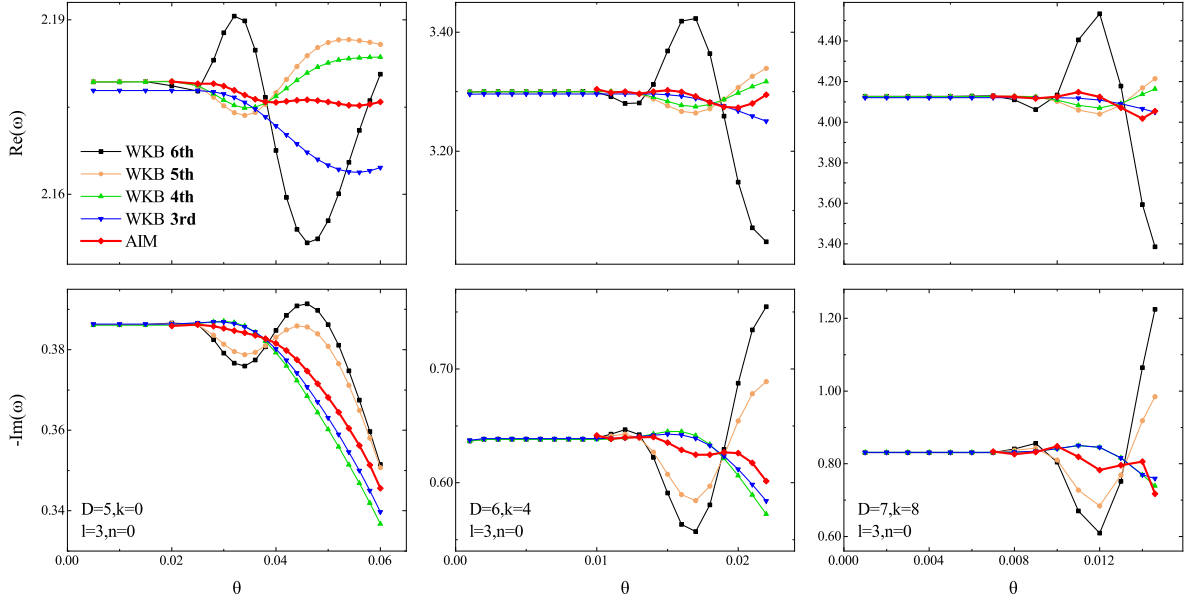 2.19
2.16
Re(ω)
WKB 6th
WKB 5th
WKB 4th
WKB 3rd
AIM
3.30
3.20
4.40
4.20
4.00
3.80
3.60
3.40
0.38
0.36
0.34
-Im(ω)
D=5,k=0
l=3,n=0
0.00 0.02 0.04 0.06
θ
0.70
0.60
D=6,k=4
l=3,n=0
0.00 0.01 0.02
θ
1.20
1.00
0.80
0.60
D=7,k=8
l=3,n=0
0.000 0.004 0.008 0.012
θ